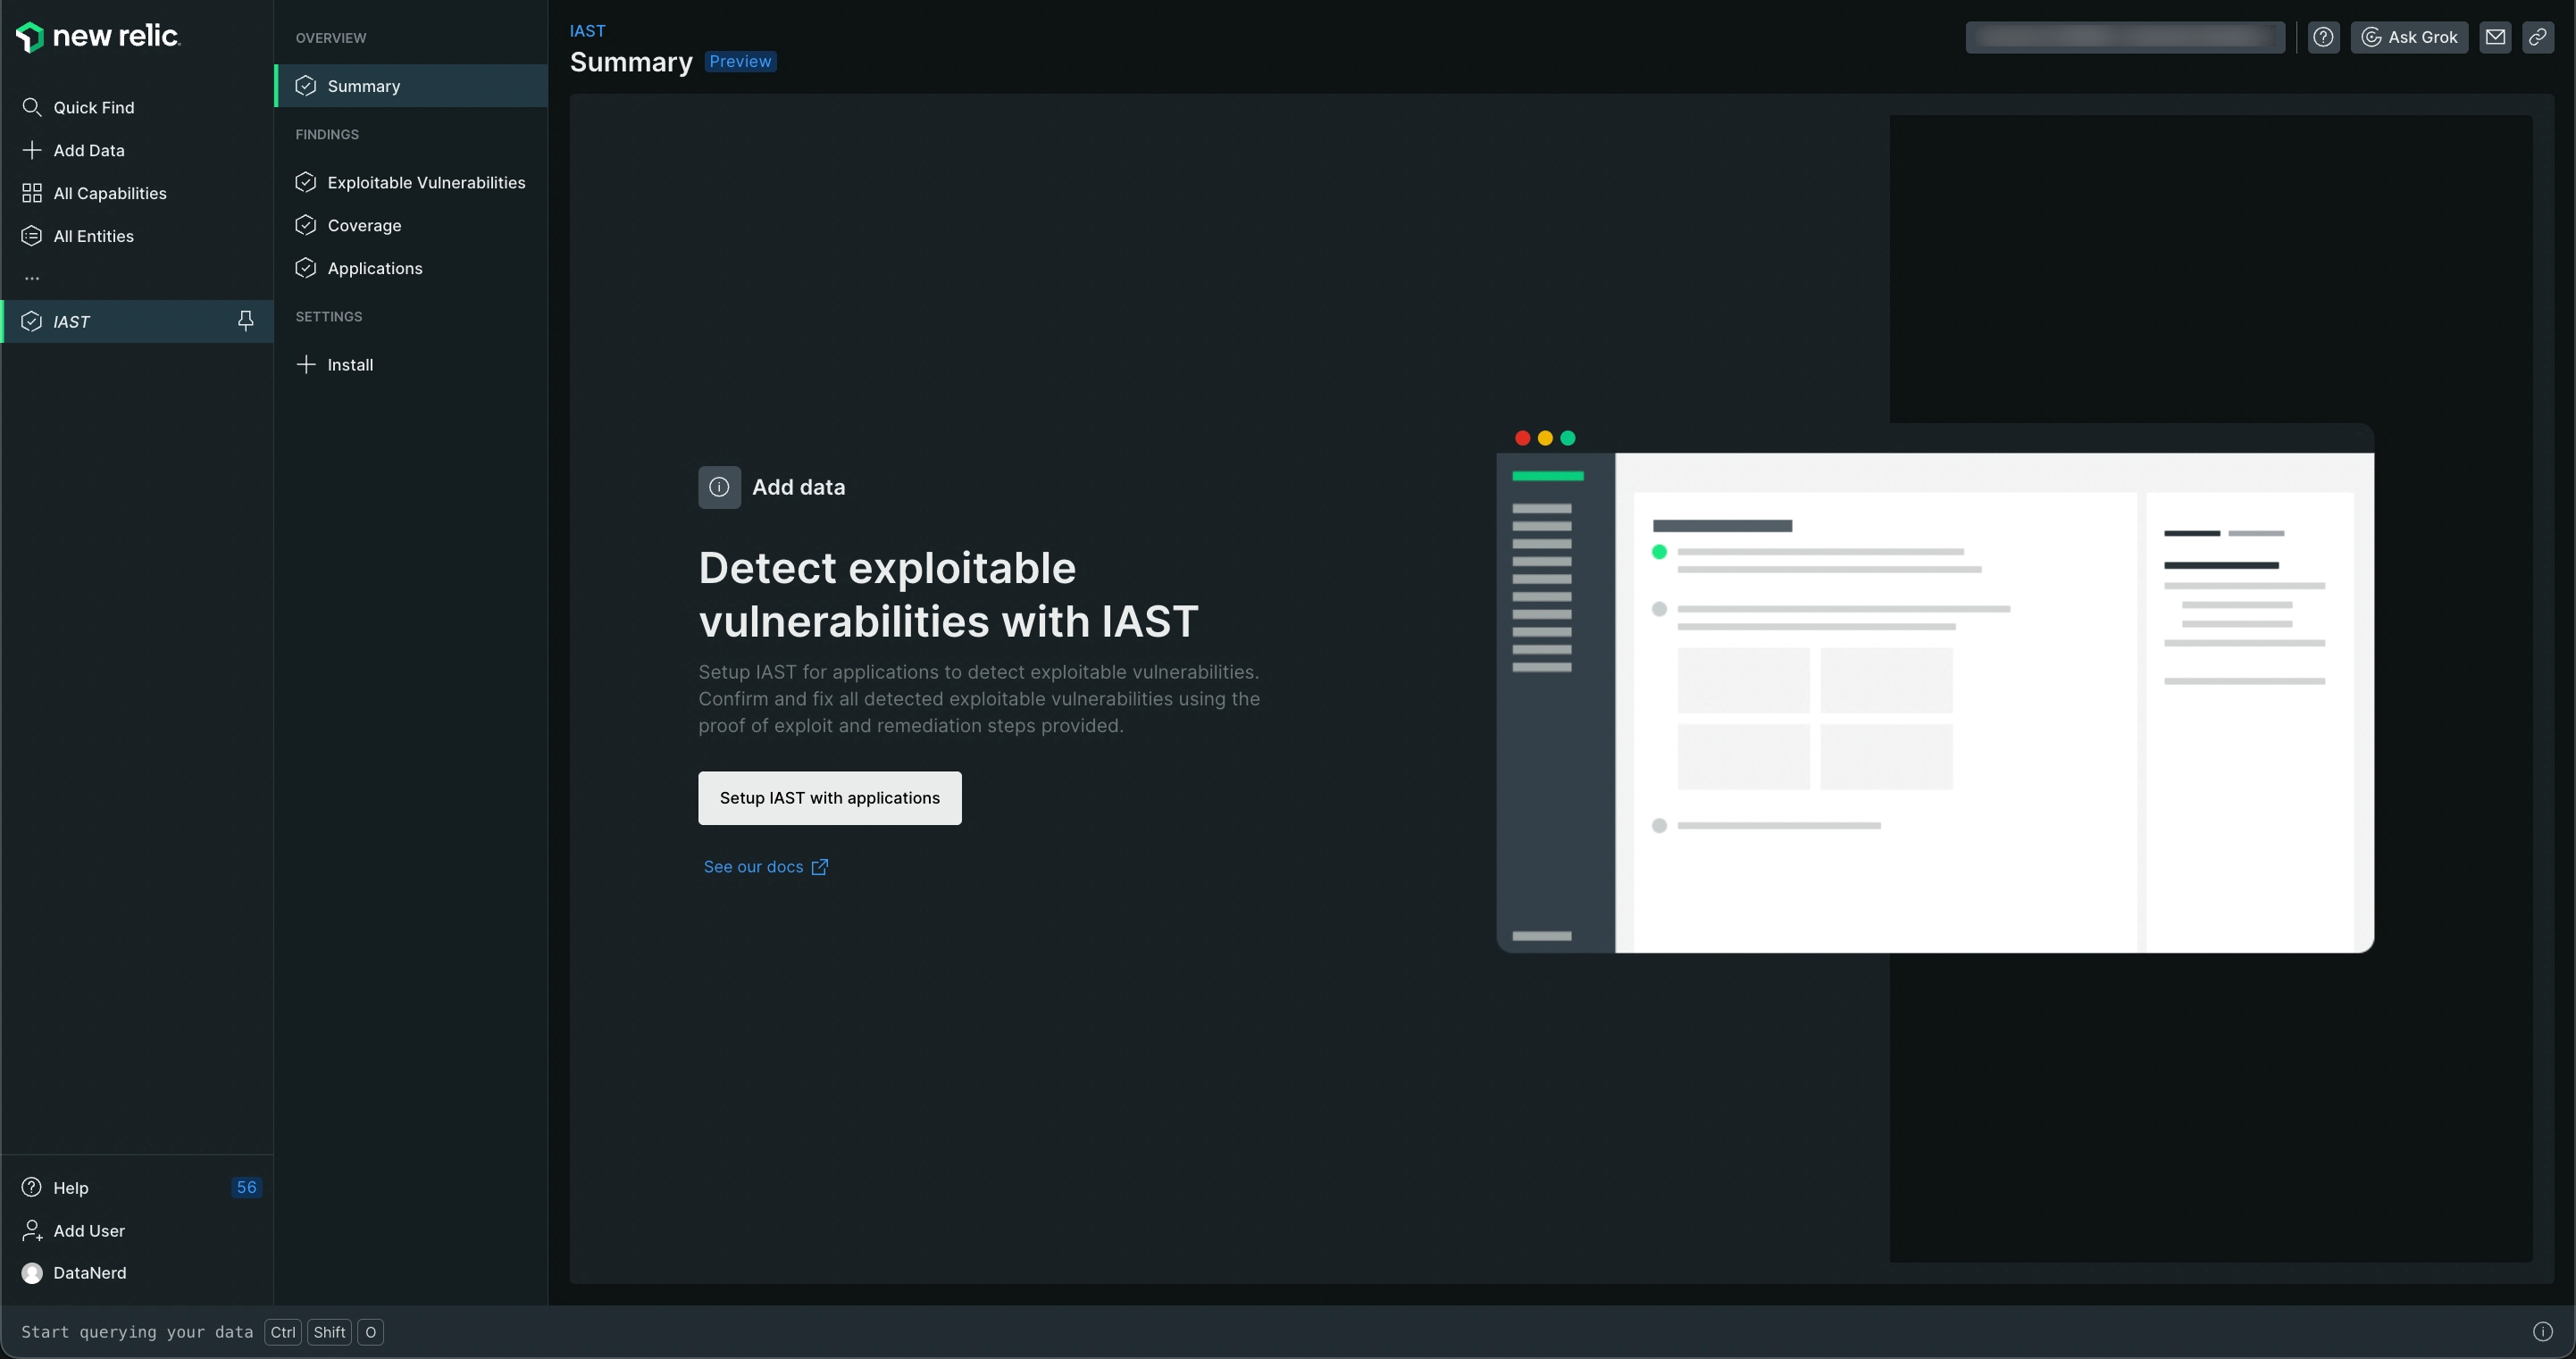 new relic.
Quick Find
Add Data
All Capabilities
All Entities
...
IAST
Help 56
Add User
DataNerd
OVERVIEW
Summary
FINDINGS
Exploitable Vulnerabilities
Coverage
Applications
SETTINGS
Install
IAST
Summary Preview
Ask Grok
Add data
Detect exploitable
vulnerabilities with IAST
Setup IAST for applications to detect exploitable vulnerabilities.
Confirm and fix all detected exploitable vulnerabilities using the
proof of exploit and remediation steps provided.
Setup IAST with applications
See our docs
Start querying your data Ctrl Shift O